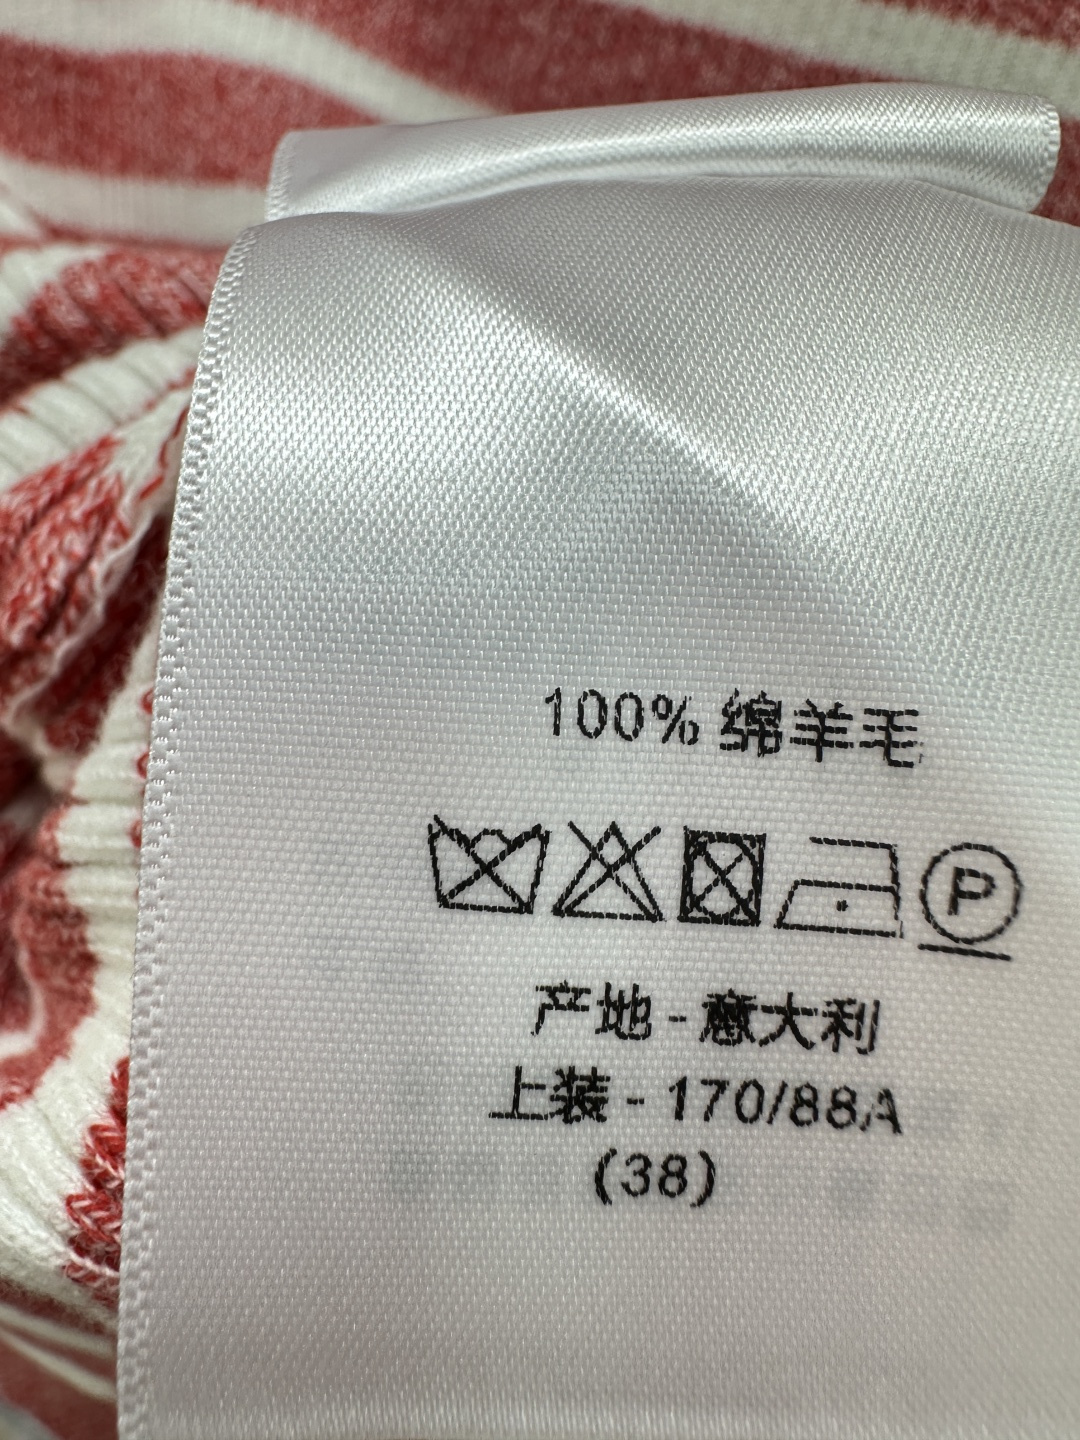 100% 绵羊毛
P
产地 - 意大利
上装 - 170/88A
(38)